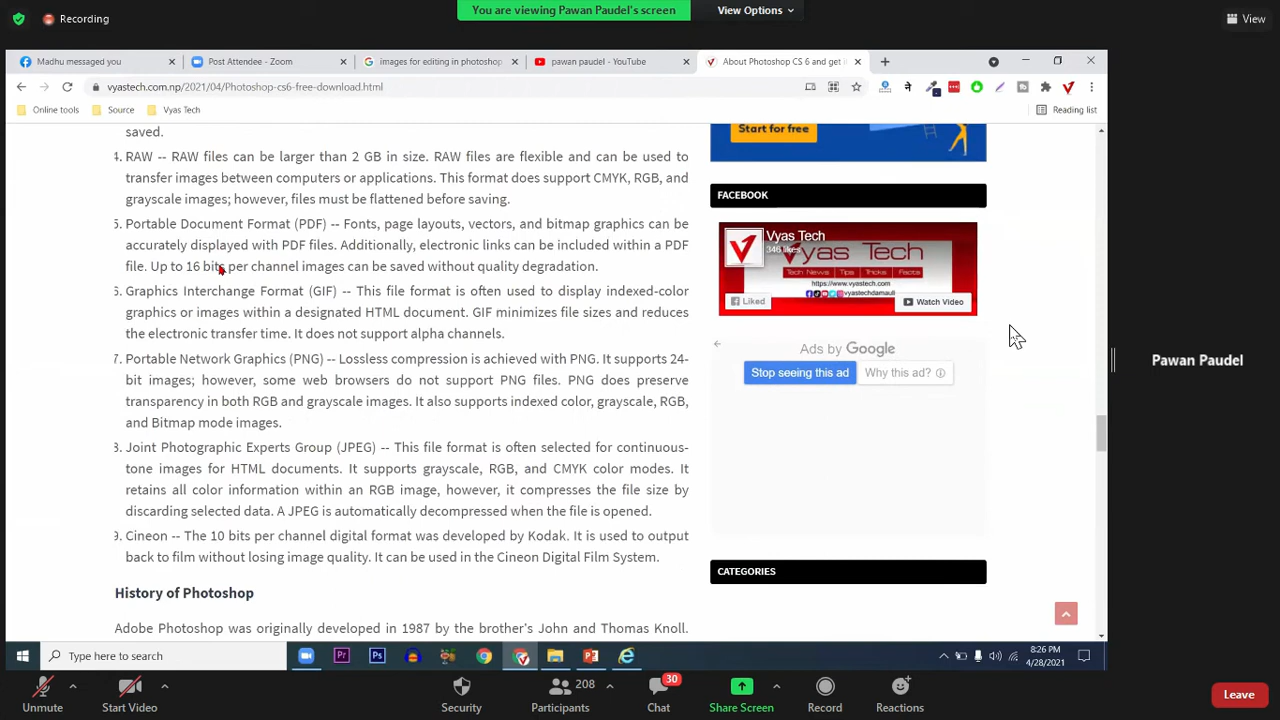 Recording
You are viewing Pawan Paudel's screen
View Options
View
Madhu messaged you
Post Attendee - Zoom
images for editing in photoshop
pawan paudel - YouTube
About Photoshop CS 6 and get i
vyastech.com.np/2021/04/Photoshop-cs6-free-download.html
Online tools
Source
Vyas Tech
Reading list
saved.
4. RAW -- RAW files can be larger than 2 GB in size. RAW files are flexible and can be used to
transfer images between computers or applications. This format does support CMYK, RGB, and
grayscale images; however, files must be flattened before saving.
5. Portable Document Format (PDF) -- Fonts, page layouts, vectors, and bitmap graphics can be
accurately displayed with PDF files. Additionally, electronic links can be included within a PDF
file. Up to 16 bits per channel images can be saved without quality degradation.
6. Graphics Interchange Format (GIF) -- This file format is often used to display indexed-color
graphics or images within a designated HTML document. GIF minimizes file sizes and reduces
the electronic transfer time. It does not support alpha channels.
7. Portable Network Graphics (PNG) -- Lossless compression is achieved with PNG. It supports 24-
bit images; however, some web browsers do not support PNG files. PNG does preserve
transparency in both RGB and grayscale images. It also supports indexed color, grayscale, RGB,
and Bitmap mode images.
8. Joint Photographic Experts Group (JPEG) -- This file format is often selected for continuous-
tone images for HTML documents. It supports grayscale, RGB, and CMYK color modes. It
retains all color information within an RGB image, however, it compresses the file size by
discarding selected data. A JPEG is automatically decompressed when the file is opened.
9. Cineon -- The 10 bits per channel digital format was developed by Kodak. It is used to output
back to film without losing image quality. It can be used in the Cineon Digital Film System.
History of Photoshop
Adobe Photoshop was originally developed in 1987 by the brother's John and Thomas Knoll.
Start for free
FACEBOOK
Vyas Tech
346 likes
Vyas Tech
Tech News Tips Tricks Facts
https://www.vyastech.com
vyastechdamauli
Liked
Watch Video
Ads by Google
Stop seeing this ad
Why this ad?
CATEGORIES
Pawan Paudel
Type here to search
Pr
Ps
8:26 PM
4/28/2021
Unmute
Start Video
Security
208
Participants
30
Chat
Share Screen
Record
Reactions
Leave